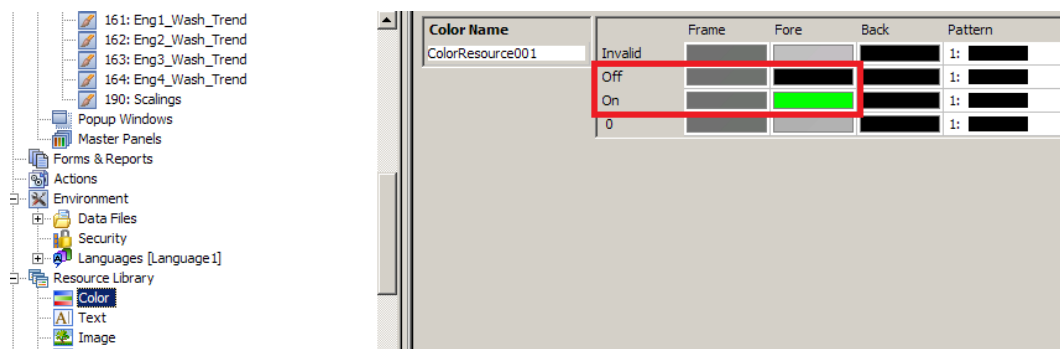 161: Eng1_Wash_Trend
162: Eng2_Wash_Trend
163: Eng3_Wash_Trend
164: Eng4_Wash_Trend
190: Scalings
Popup Windows
Master Panels
Forms & Reports
Actions
Environment
Data Files
Security
Languages [Language1]
Resource Library
Color
Text
Image
Color Name
ColorResource001
Frame Fore Back Pattern
Invalid 1:
Off 1:
On 1:
0 1: